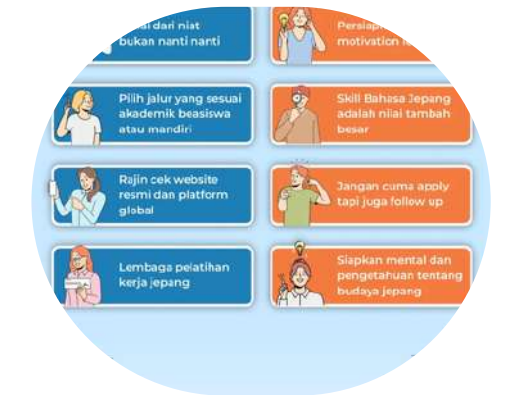 dari niat
bukan nanti nanti
Pilih jalur yang sesuai
akademik beasiswa
atau mandiri
Rajin cek website
resmi dan platform
global
Lembaga pelatihan
kerja jepang
motivation
Skill Bahasa Jepang
adalah nilai tambah
besar
Jangan cuma apply
tapi juga follow up
Siapkan mental dan
pengetahuan tentang
budaya jepang